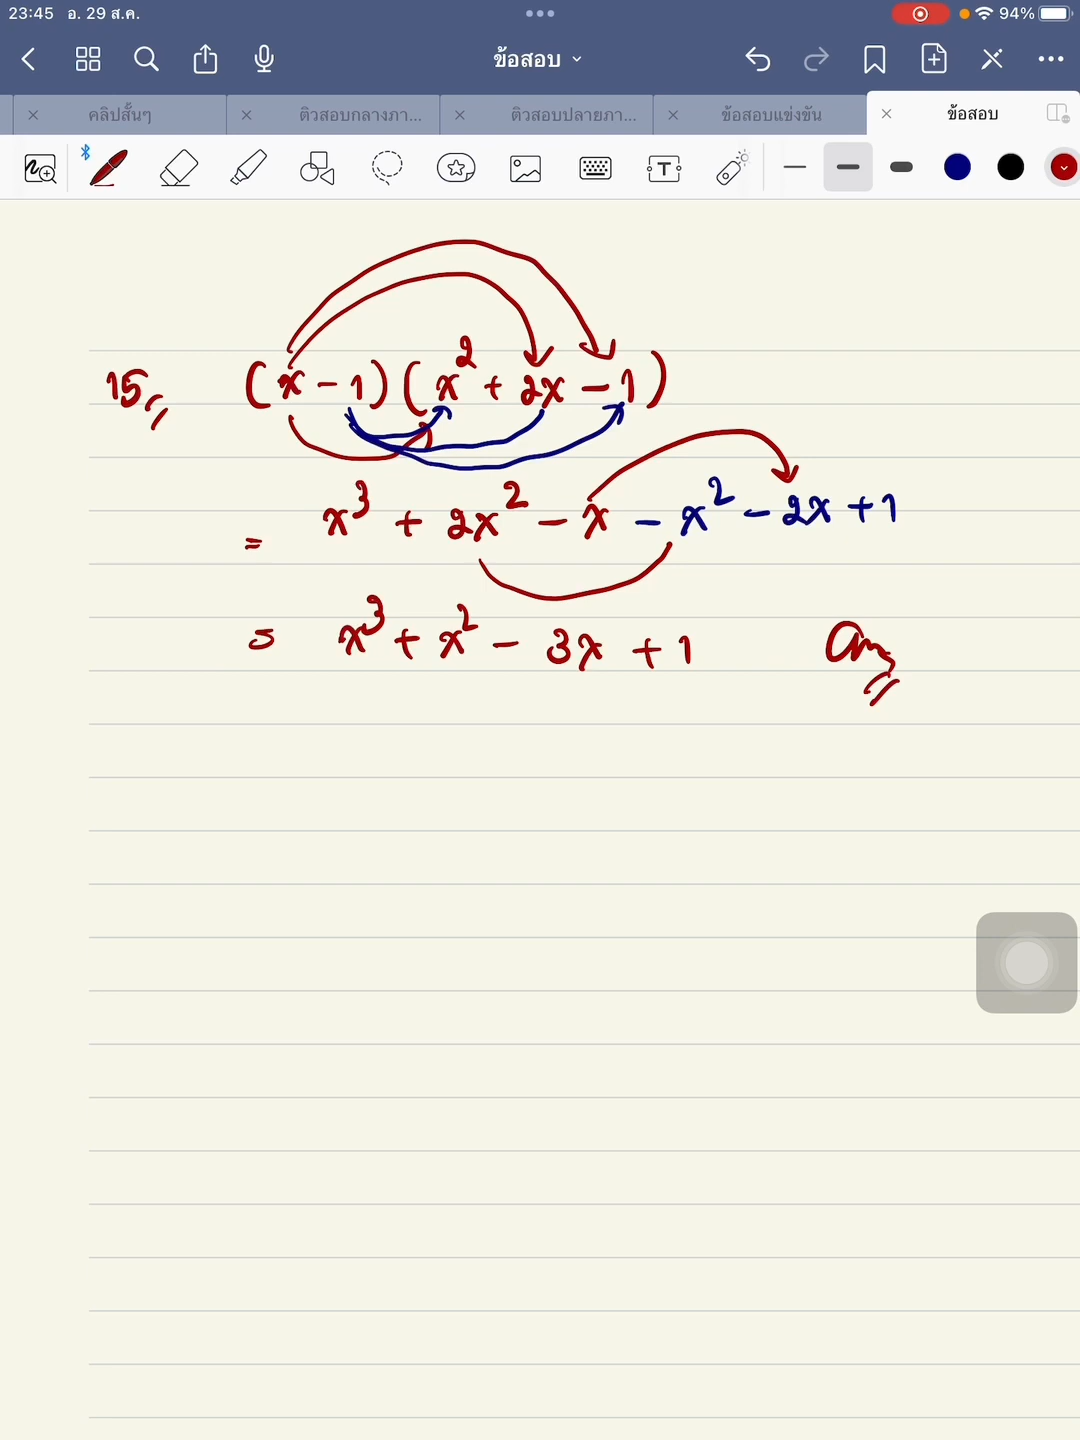 23:45 อ. 29 ส.ค.
94%
ข้อสอบ
คลิปสั้นๆ
ติวสอบกลางภา...
ติวสอบปลายภา...
ข้อสอบแข่งขัน
ข้อสอบ
T
15,, (x-1)(x²+2x-1)
= x³ + 2x² - x - x² - 2x + 1
= x³ + x² - 3x + 1 Ans